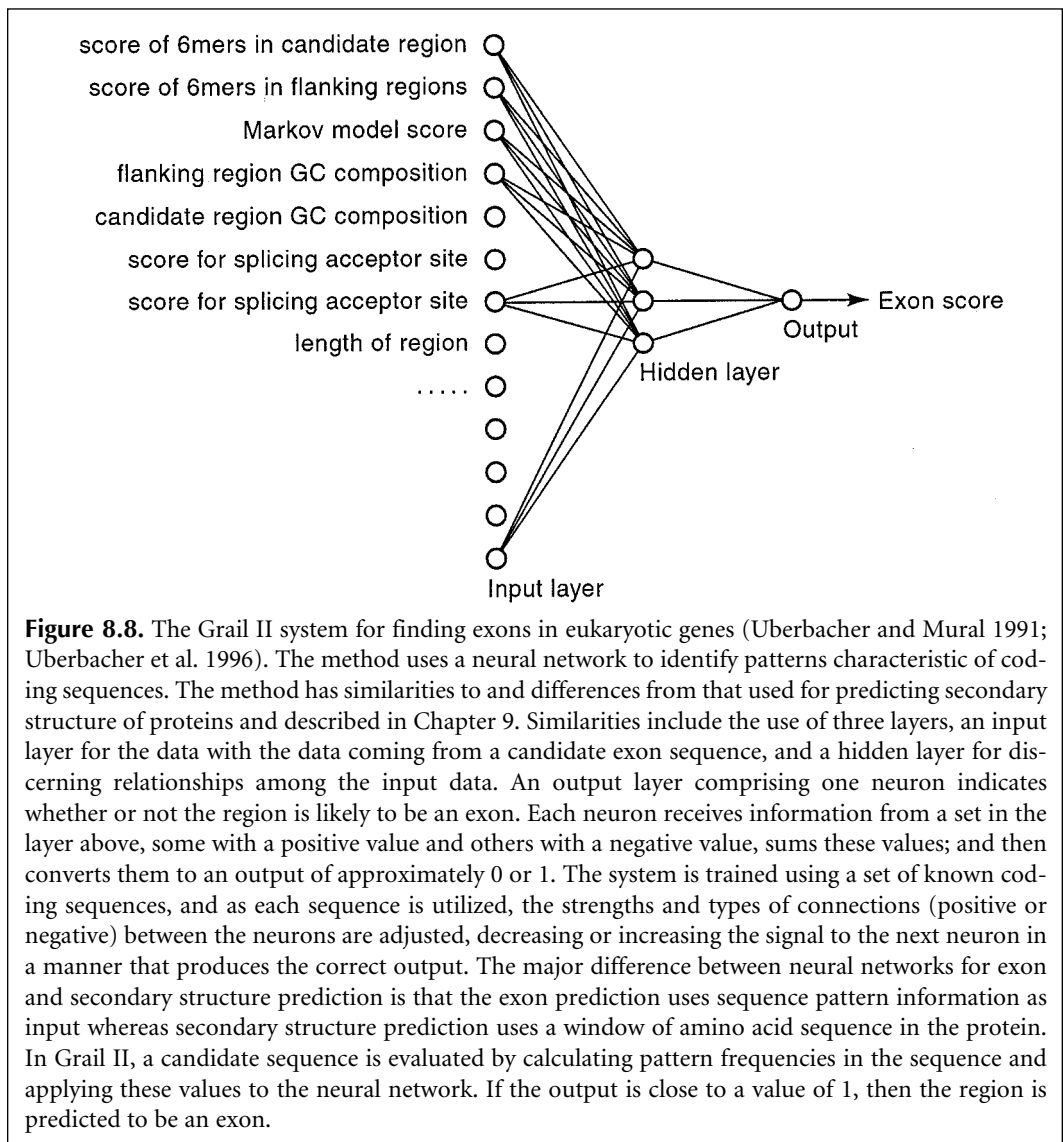 score of 6mers in candidate region
score of 6mers in flanking regions
Markov model score
flanking region GC composition
candidate region GC composition
score for splicing acceptor site
score for splicing acceptor site
length of region
.....
Input layer
Hidden layer
Output
Exon score
Figure 8.8. The Grail II system for finding exons in eukaryotic genes (Uberbacher and Mural 1991;
Uberbacher et al. 1996). The method uses a neural network to identify patterns characteristic of cod-
ing sequences. The method has similarities to and differences from that used for predicting secondary
structure of proteins and described in Chapter 9. Similarities include the use of three layers, an input
layer for the data with the data coming from a candidate exon sequence, and a hidden layer for dis-
cerning relationships among the input data. An output layer comprising one neuron indicates
whether or not the region is likely to be an exon. Each neuron receives information from a set in the
layer above, some with a positive value and others with a negative value, sums these values; and then
converts them to an output of approximately 0 or 1. The system is trained using a set of known cod-
ing sequences, and as each sequence is utilized, the strengths and types of connections (positive or
negative) between the neurons are adjusted, decreasing or increasing the signal to the next neuron in
a manner that produces the correct output. The major difference between neural networks for exon
and secondary structure prediction is that the exon prediction uses sequence pattern information as
input whereas secondary structure prediction uses a window of amino acid sequence in the protein.
In Grail II, a candidate sequence is evaluated by calculating pattern frequencies in the sequence and
applying these values to the neural network. If the output is close to a value of 1, then the region is
predicted to be an exon.